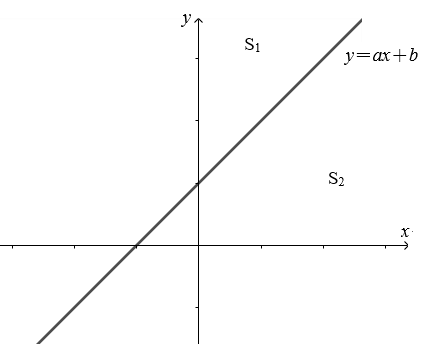 y
S₁
y=ax+b
S₂
x